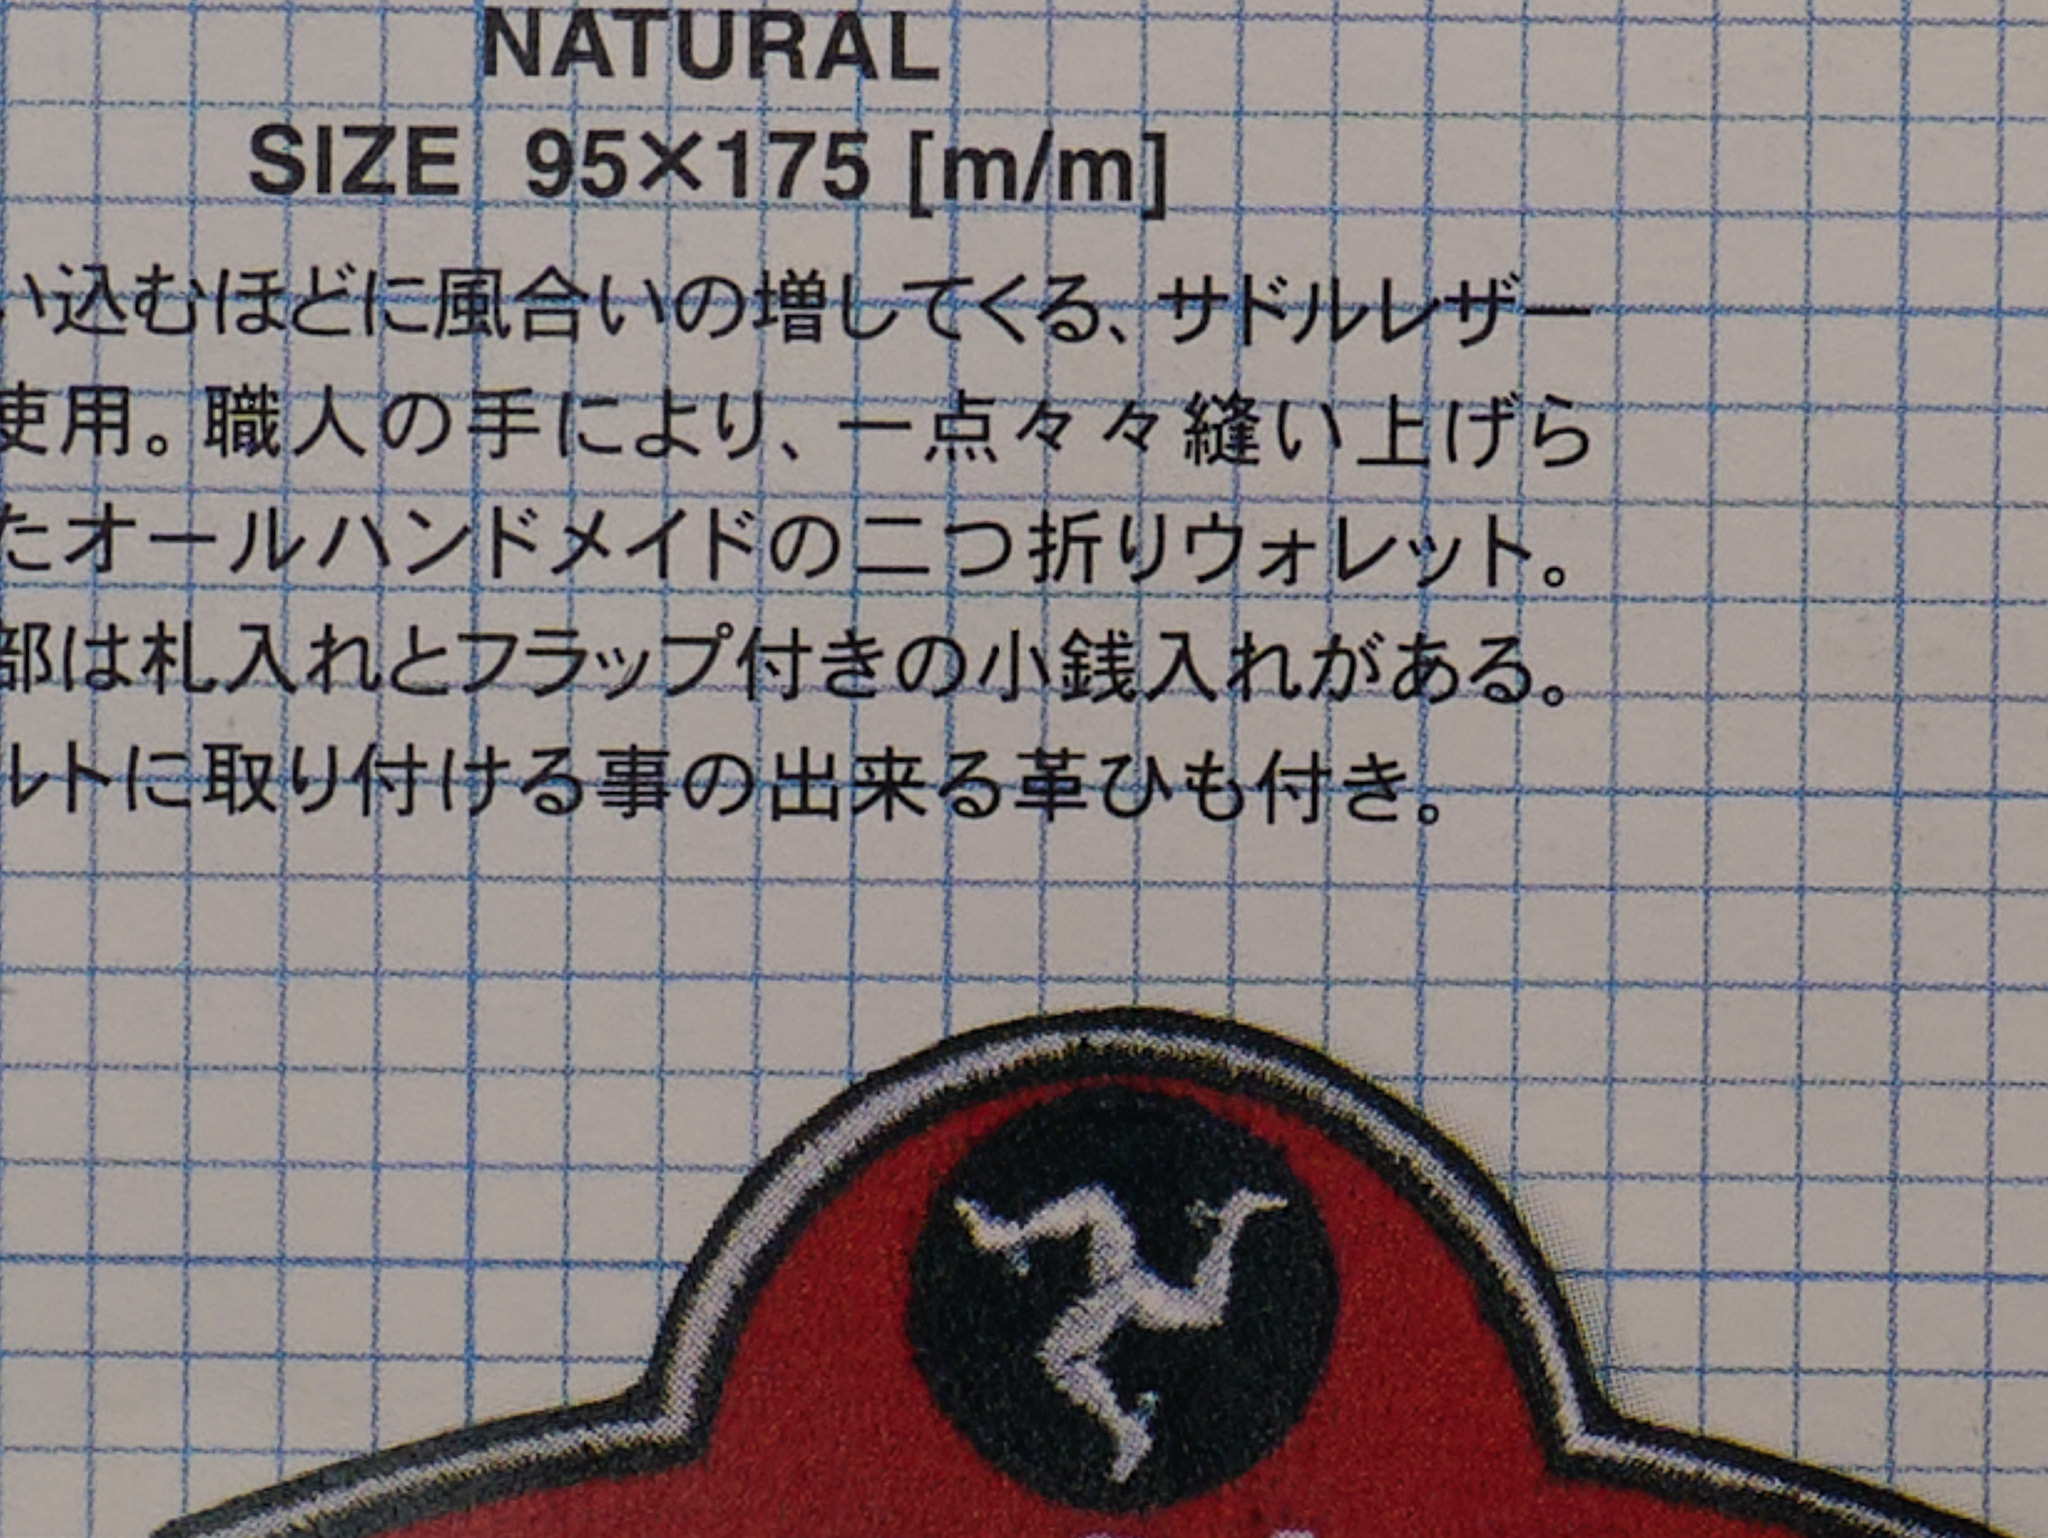 NATURAL
SIZE 95×175 [m/m]
い込むほどに風合いの増してくる、サドルレザー
使用。職人の手により、一点々々縫い上げら
たオールハンドメイドの二つ折りウォレット。
部は札入れとフラップ付きの小銭入れがある。
ルトに取り付ける事の出来る革ひも付き。